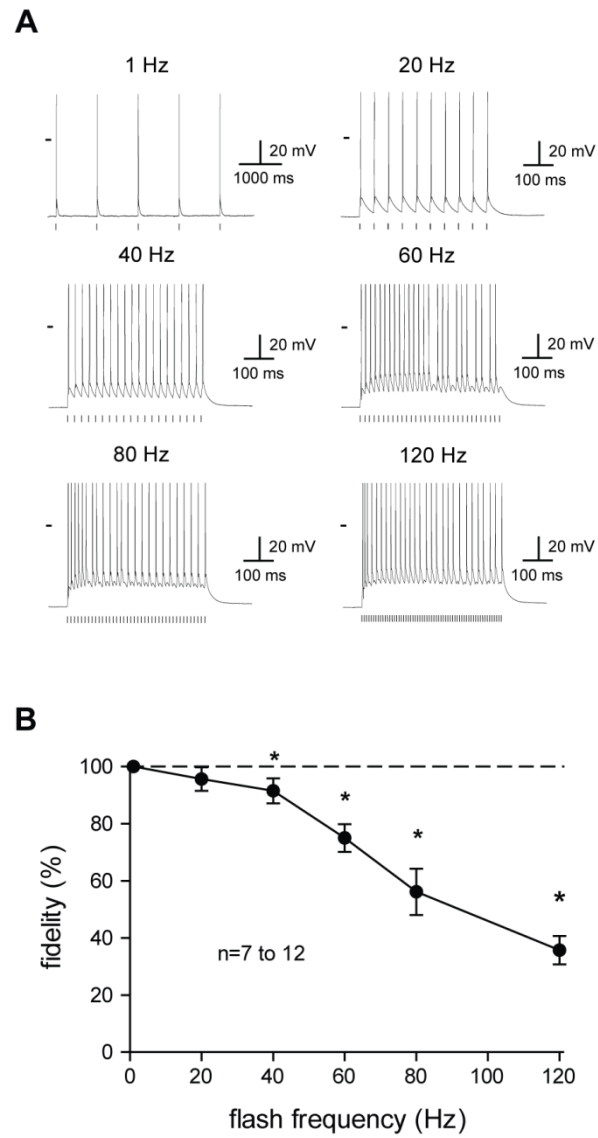 A
1 Hz
20 Hz
20 mV
1000 ms
20 mV
100 ms
40 Hz
60 Hz
20 mV
100 ms
20 mV
100 ms
80 Hz
120 Hz
20 mV
100 ms
20 mV
100 ms
B
100
80
60
40
20
0
fidelity (%)
* * * *
n=7 to 12
0 20 40 60 80 100 120
flash frequency (Hz)